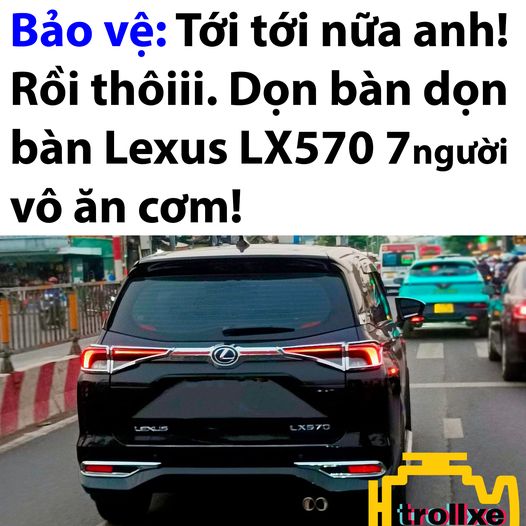 Bảo vệ: Tới tới nữa anh!
Rồi thôiii. Dọn bàn dọn
bàn Lexus LX570 7người
vô ăn cơm!
LEXUS LX570
trollxe